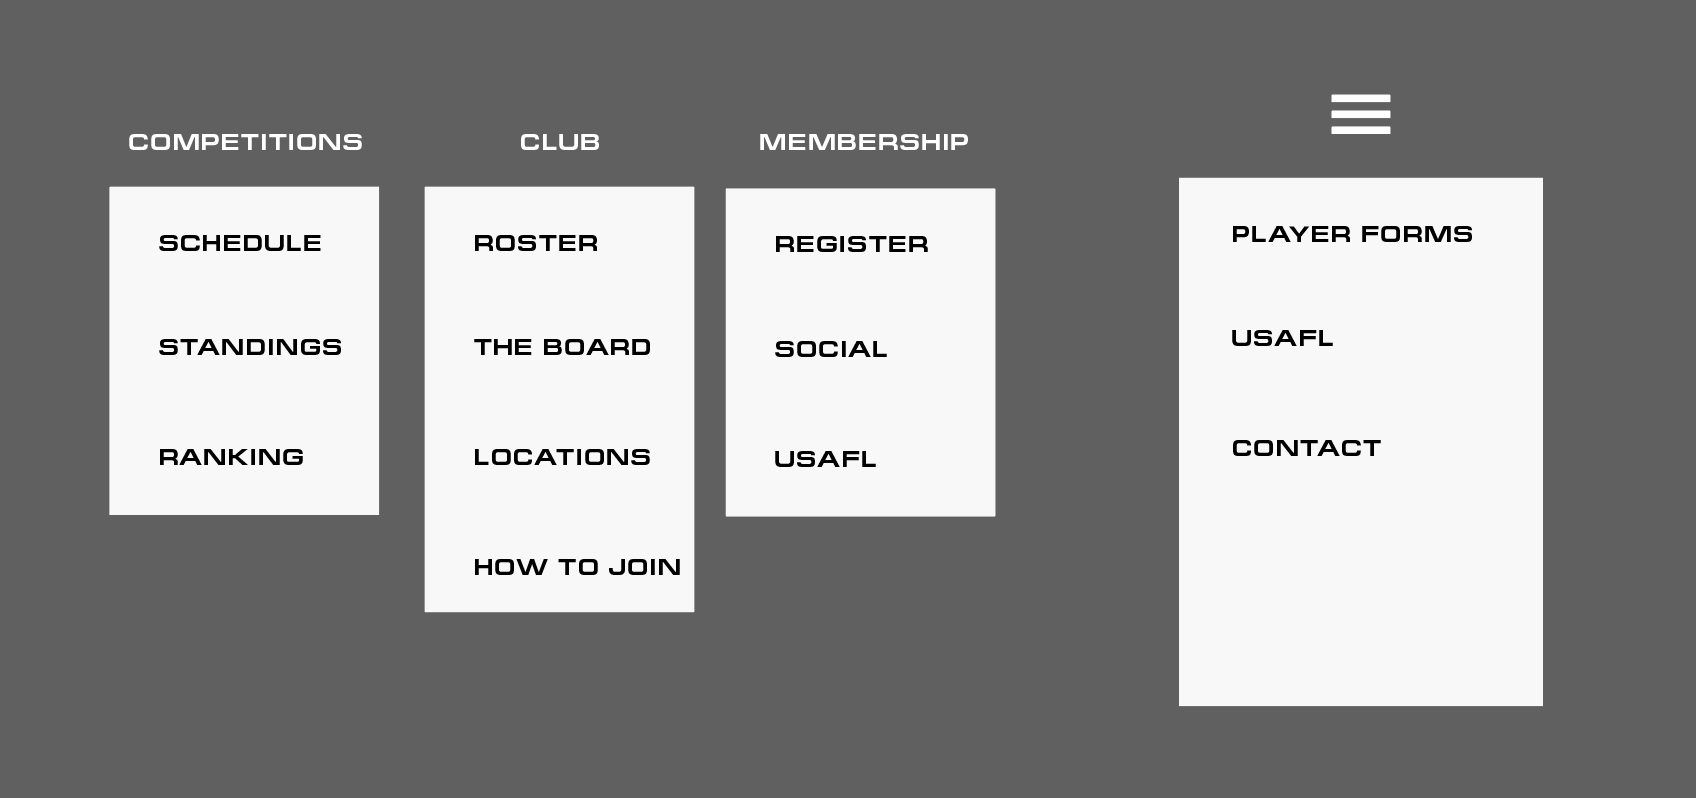 COMPETITIONS
SCHEDULE
STANDINGS
RANKING
CLUB
ROSTER
THE BOARD
LOCATIONS
HOW TO JOIN
MEMBERSHIP
REGISTER
SOCIAL
USAFL
PLAYER FORMS
USAFL
CONTACT